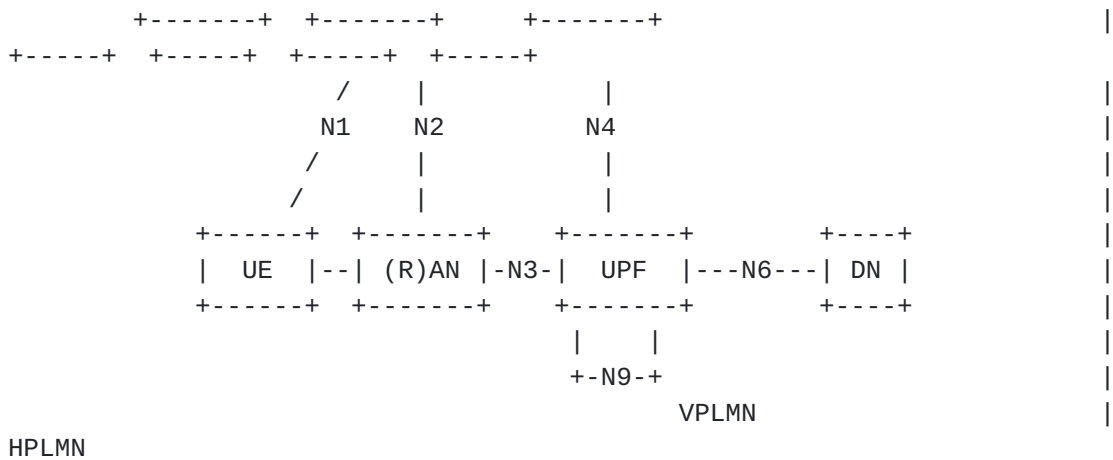 +-------+  +-------+     +-------+                             |
+-----+  +-----+  +-----+  +-----+
                     /    |            |                               |
                    N1    N2          N4                               |
                   /      |            |                               |
                  /       |            |                               |
            +------+  +-------+    +-------+        +----+             |
            |  UE  |--| (R)AN |-N3-|  UPF  |---N6---| DN |             |
            +------+  +-------+    +-------+        +----+             |
                                    |    |                             |
                                    +-N9-+                             |
                                           VPLMN                       |
HPLMN